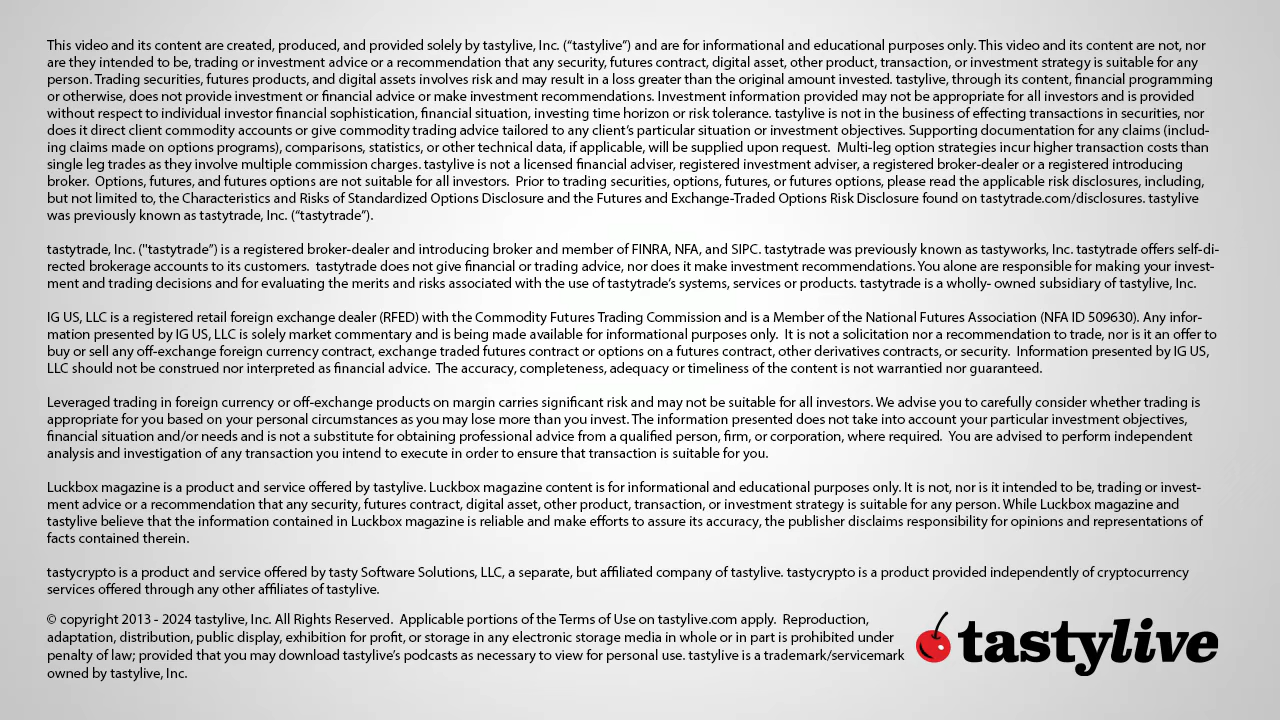 This video and its content are created, produced, and provided solely by tastylive, Inc. (“tastylive”) and are for informational and educational purposes only. This video and its content are not, nor
are they intended to be, trading or investment advice or a recommendation that any security, futures contract, digital asset, other product, transaction, or investment strategy is suitable for any
person. Trading securities, futures products, and digital assets involves risk and may result in a loss greater than the original amount invested. tastylive, through its content, financial programming
or otherwise, does not provide investment or financial advice or make investment recommendations. Investment information provided may not be appropriate for all investors and is provided
without respect to individual investor financial sophistication, financial situation, investing time horizon or risk tolerance. tastylive is not in the business of effecting transactions in securities, nor
does it direct client commodity accounts or give commodity trading advice tailored to any client’s particular situation or investment objectives. Supporting documentation for any claims (includ-
ing claims made on options programs), comparisons, statistics, or other technical data, if applicable, will be supplied upon request.  Multi-leg option strategies incur higher transaction costs than
single leg trades as they involve multiple commission charges. tastylive is not a licensed financial adviser, registered investment adviser, a registered broker-dealer or a registered introducing
broker.  Options, futures, and futures options are not suitable for all investors.  Prior to trading securities, options, futures, or futures options, please read the applicable risk disclosures, including,
but not limited to, the Characteristics and Risks of Standardized Options Disclosure and the Futures and Exchange-Traded Options Risk Disclosure found on tastytrade.com/disclosures. tastylive
was previously known as tastytrade, Inc. (“tastytrade”).
tastytrade, Inc. ("tastytrade”) is a registered broker-dealer and introducing broker and member of FINRA, NFA, and SIPC. tastytrade was previously known as tastyworks, Inc. tastytrade offers self-di-
rected brokerage accounts to its customers.  tastytrade does not give financial or trading advice, nor does it make investment recommendations. You alone are responsible for making your invest-
ment and trading decisions and for evaluating the merits and risks associated with the use of tastytrade’s systems, services or products. tastytrade is a wholly- owned subsidiary of tastylive, Inc.
IG US, LLC is a registered retail foreign exchange dealer (RFED) with the Commodity Futures Trading Commission and is a Member of the National Futures Association (NFA ID 509630). Any infor-
mation presented by IG US, LLC is solely market commentary and is being made available for informational purposes only.  It is not a solicitation nor a recommendation to trade, nor is it an offer to
buy or sell any off-exchange foreign currency contract, exchange traded futures contract or options on a futures contract, other derivatives contracts, or security.  Information presented by IG US,
LLC should not be construed nor interpreted as financial advice.  The accuracy, completeness, adequacy or timeliness of the content is not warrantied nor guaranteed.
Leveraged trading in foreign currency or off-exchange products on margin carries significant risk and may not be suitable for all investors. We advise you to carefully consider whether trading is
appropriate for you based on your personal circumstances as you may lose more than you invest. The information presented does not take into account your particular investment objectives,
financial situation and/or needs and is not a substitute for obtaining professional advice from a qualified person, firm, or corporation, where required.  You are advised to perform independent
analysis and investigation of any transaction you intend to execute in order to ensure that transaction is suitable for you.
Luckbox magazine is a product and service offered by tastylive. Luckbox magazine content is for informational and educational purposes only. It is not, nor is it intended to be, trading or invest-
ment advice or a recommendation that any security, futures contract, digital asset, other product, transaction, or investment strategy is suitable for any person. While Luckbox magazine and
tastylive believe that the information contained in Luckbox magazine is reliable and make efforts to assure its accuracy, the publisher disclaims responsibility for opinions and representations of
facts contained therein.
tastycrypto is a product and service offered by tasty Software Solutions, LLC, a separate, but affiliated company of tastylive. tastycrypto is a product provided independently of cryptocurrency
services offered through any other affiliates of tastylive.
© copyright 2013 - 2024 tastylive, Inc. All Rights Reserved.  Applicable portions of the Terms of Use on tastylive.com apply.  Reproduction,
adaptation, distribution, public display, exhibition for profit, or storage in any electronic storage media in whole or in part is prohibited under
penalty of law; provided that you may download tastylive’s podcasts as necessary to view for personal use. tastylive is a trademark/servicemark
owned by tastylive, Inc.
tastylive